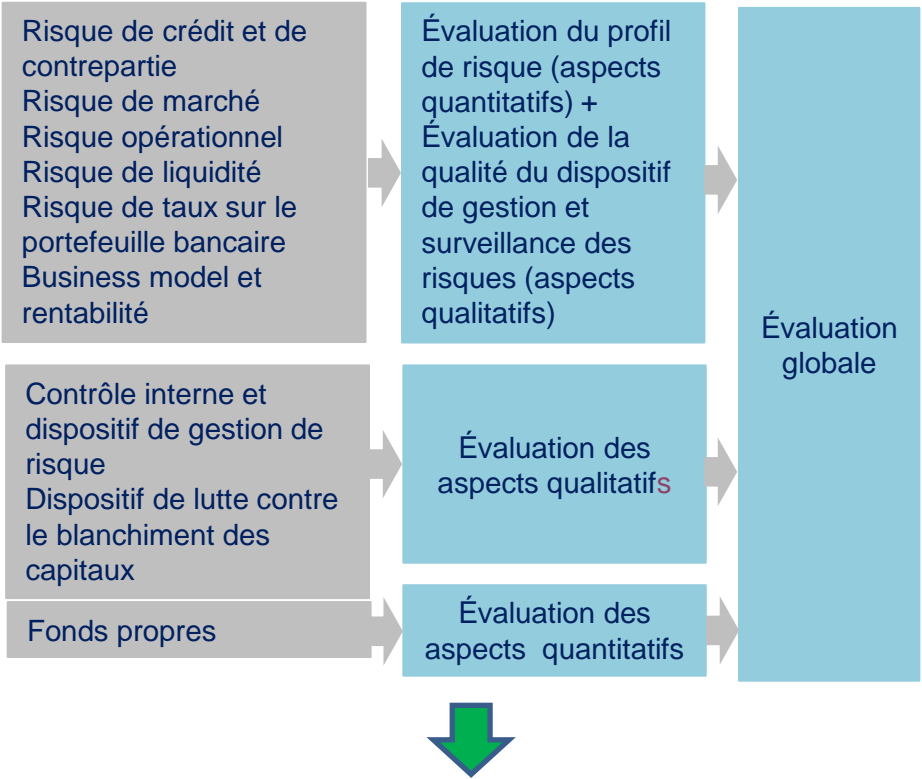 Risque de crédit et de
contrepartie
Risque de marché
Risque opérationnel
Risque de liquidité
Risque de taux sur le
portefeuille bancaire
Business model et
rentabilité
Évaluation du profil
de risque (aspects
quantitatifs) +
Évaluation de la
qualité du dispositif
de gestion et
surveillance des
risques (aspects
qualitatifs)
Évaluation
globale
Contrôle interne et
dispositif de gestion de
risque
Dispositif de lutte contre
le blanchiment des
capitaux
Évaluation des
aspects qualitatifs
Fonds propres
Évaluation des
aspects quantitatifs